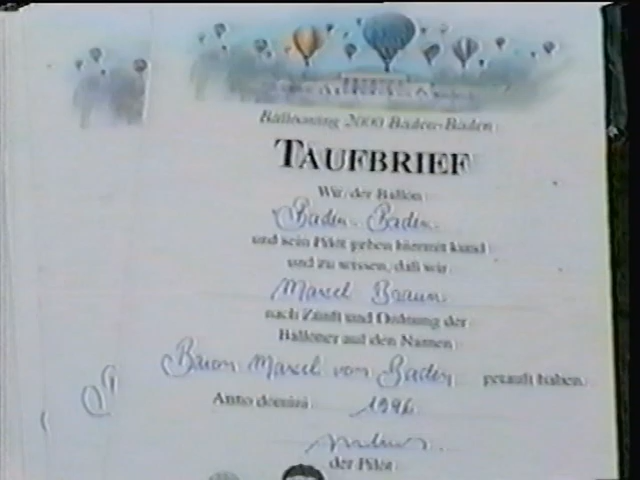 Ballooning 2000 Baden-Baden
TAUFBRIEF
Wir, der Ballon
Baden-Baden
und sein Pilot geben hiermit kund
und zu wissen, daß wir
Marcel Braun
nach Zunft und Ordnung der
Balloner auf den Namen
Baron Marcel von Baden getauft haben.
Anno domini 1996
der Pilot